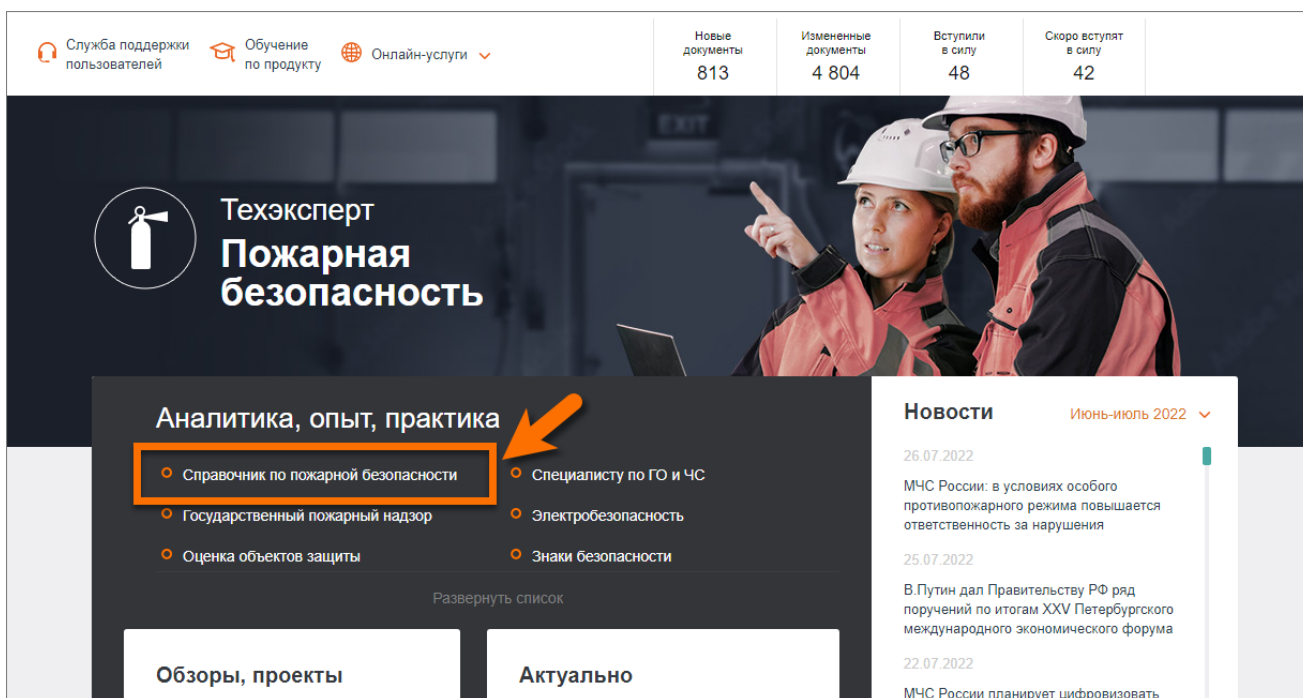 Служба поддержки
пользователей
Обучение
по продукту
Онлайн-услуги
Новые
документы
813
Измененные
документы
4 804
Вступили
в силу
48
Скоро вступят
в силу
42
EXIT
Техэксперт
Пожарная
безопасность
Аналитика, опыт, практика
Справочник по пожарной безопасности
Государственный пожарный надзор
Оценка объектов защиты
Специалисту по ГО и ЧС
Электробезопасность
Знаки безопасности
Развернуть список
Обзоры, проекты
Актуально
Новости
Июнь-июль 2022
26.07.2022
МЧС России: в условиях особого
противопожарного режима повышается
ответственность за нарушения
25.07.2022
В.Путин дал Правительству РФ ряд
поручений по итогам XXV Петербургского
международного экономического форума
22.07.2022
МЧС России планирует цифровизовать